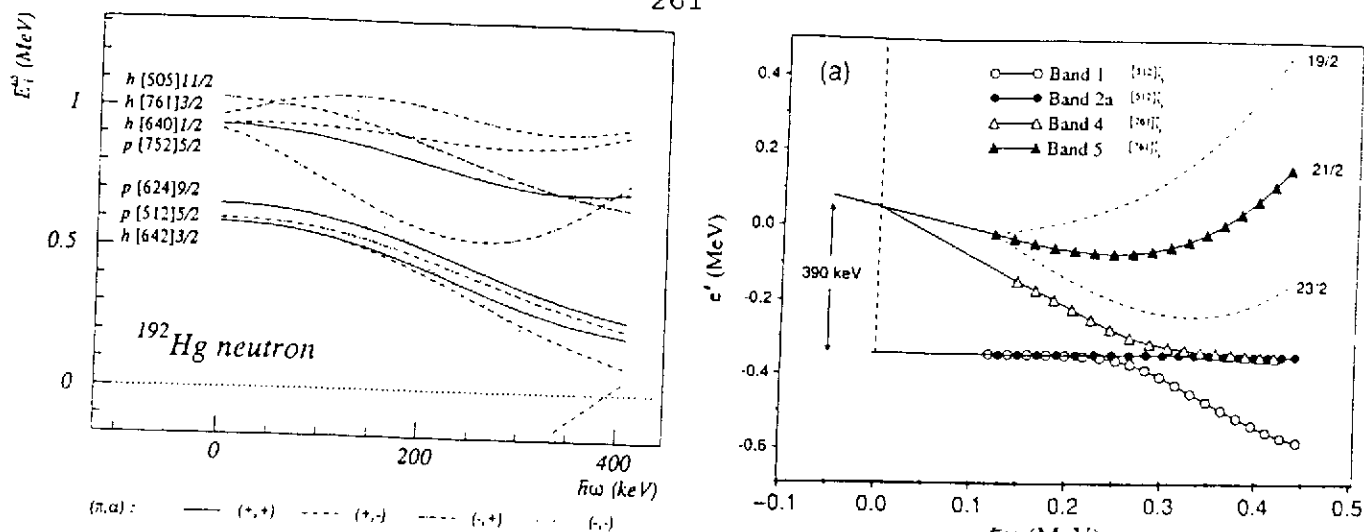 261
E_i^ω (MeV)
h [505]11/2
1
h [761]3/2
h [640]1/2
p [752]5/2
p [624]9/2
p [512]5/2
0.5
h [642]3/2
192Hg neutron
0
0
200
400
ħω (keV)
(π,α) :
(+,+)
(+,-)
(-,+)
(-,-)
(a)
Band 1
Band 2a
Band 4
Band 5
19/2
21/2
23/2
390 keV
e' (MeV)
0.4
0.2
0.0
-0.2
-0.4
-0.6
-0.1
0.0
0.1
0.2
0.3
0.4
0.5